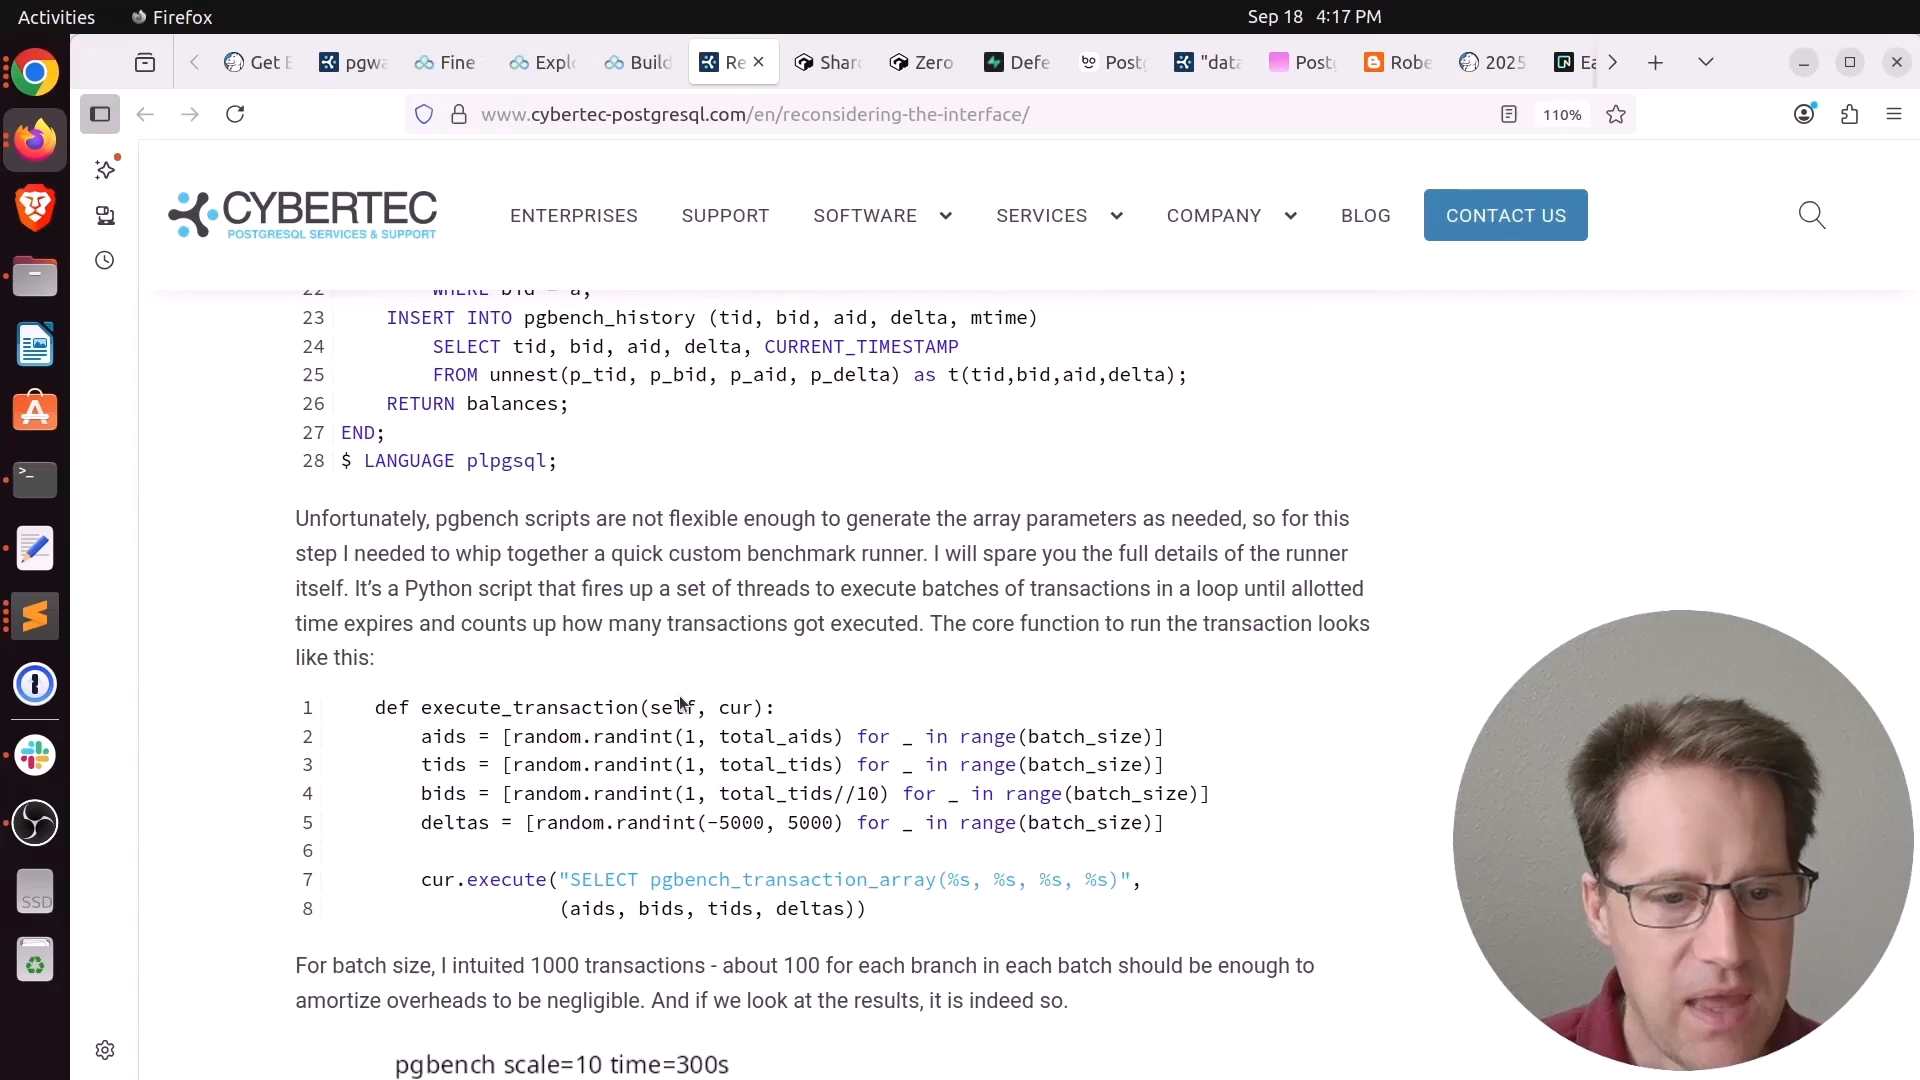 Activities
Firefox
Sep 18 4:17 PM
Get E
pgwa
Fine
Explo
Build
Re
Shar
Zero
Defe
Postg
"data
Postg
Robe
2025
Ea
www.cybertec-postgresql.com/en/reconsidering-the-interface/
110%
CYBERTEC
POSTGRESQL SERVICES & SUPPORT
ENTERPRISES
SUPPORT
SOFTWARE
SERVICES
COMPANY
BLOG
CONTACT US
22 WHERE bid = a;
23 INSERT INTO pgbench_history (tid, bid, aid, delta, mtime)
24 SELECT tid, bid, aid, delta, CURRENT_TIMESTAMP
25 FROM unnest(p_tid, p_bid, p_aid, p_delta) as t(tid,bid,aid,delta);
26 RETURN balances;
27 END;
28 $ LANGUAGE plpgsql;
Unfortunately, pgbench scripts are not flexible enough to generate the array parameters as needed, so for this
step I needed to whip together a quick custom benchmark runner. I will spare you the full details of the runner
itself. It’s a Python script that fires up a set of threads to execute batches of transactions in a loop until allotted
time expires and counts up how many transactions got executed. The core function to run the transaction looks
like this:
1 def execute_transaction(self, cur):
2 aids = [random.randint(1, total_aids) for _ in range(batch_size)]
3 tids = [random.randint(1, total_tids) for _ in range(batch_size)]
4 bids = [random.randint(1, total_tids//10) for _ in range(batch_size)]
5 deltas = [random.randint(-5000, 5000) for _ in range(batch_size)]
6
7 cur.execute("SELECT pgbench_transaction_array(%s, %s, %s, %s)",
8 (aids, bids, tids, deltas))
For batch size, I intuited 1000 transactions - about 100 for each branch in each batch should be enough to
amortize overheads to be negligible. And if we look at the results, it is indeed so.
pgbench scale=10 time=300s
SSD